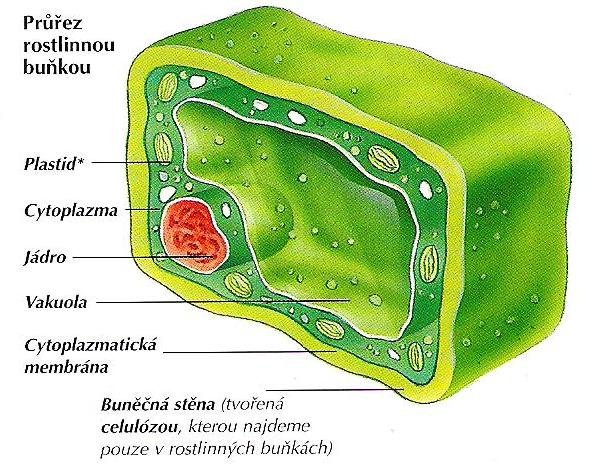 Průřez
rostlinnou
buňkou
Plastid*
Cytoplazma
Jádro
Vakuola
Cytoplazmatická
membrána
Buněčná stěna (tvořená
celulózou, kterou najdeme
pouze v rostlinných buňkách)